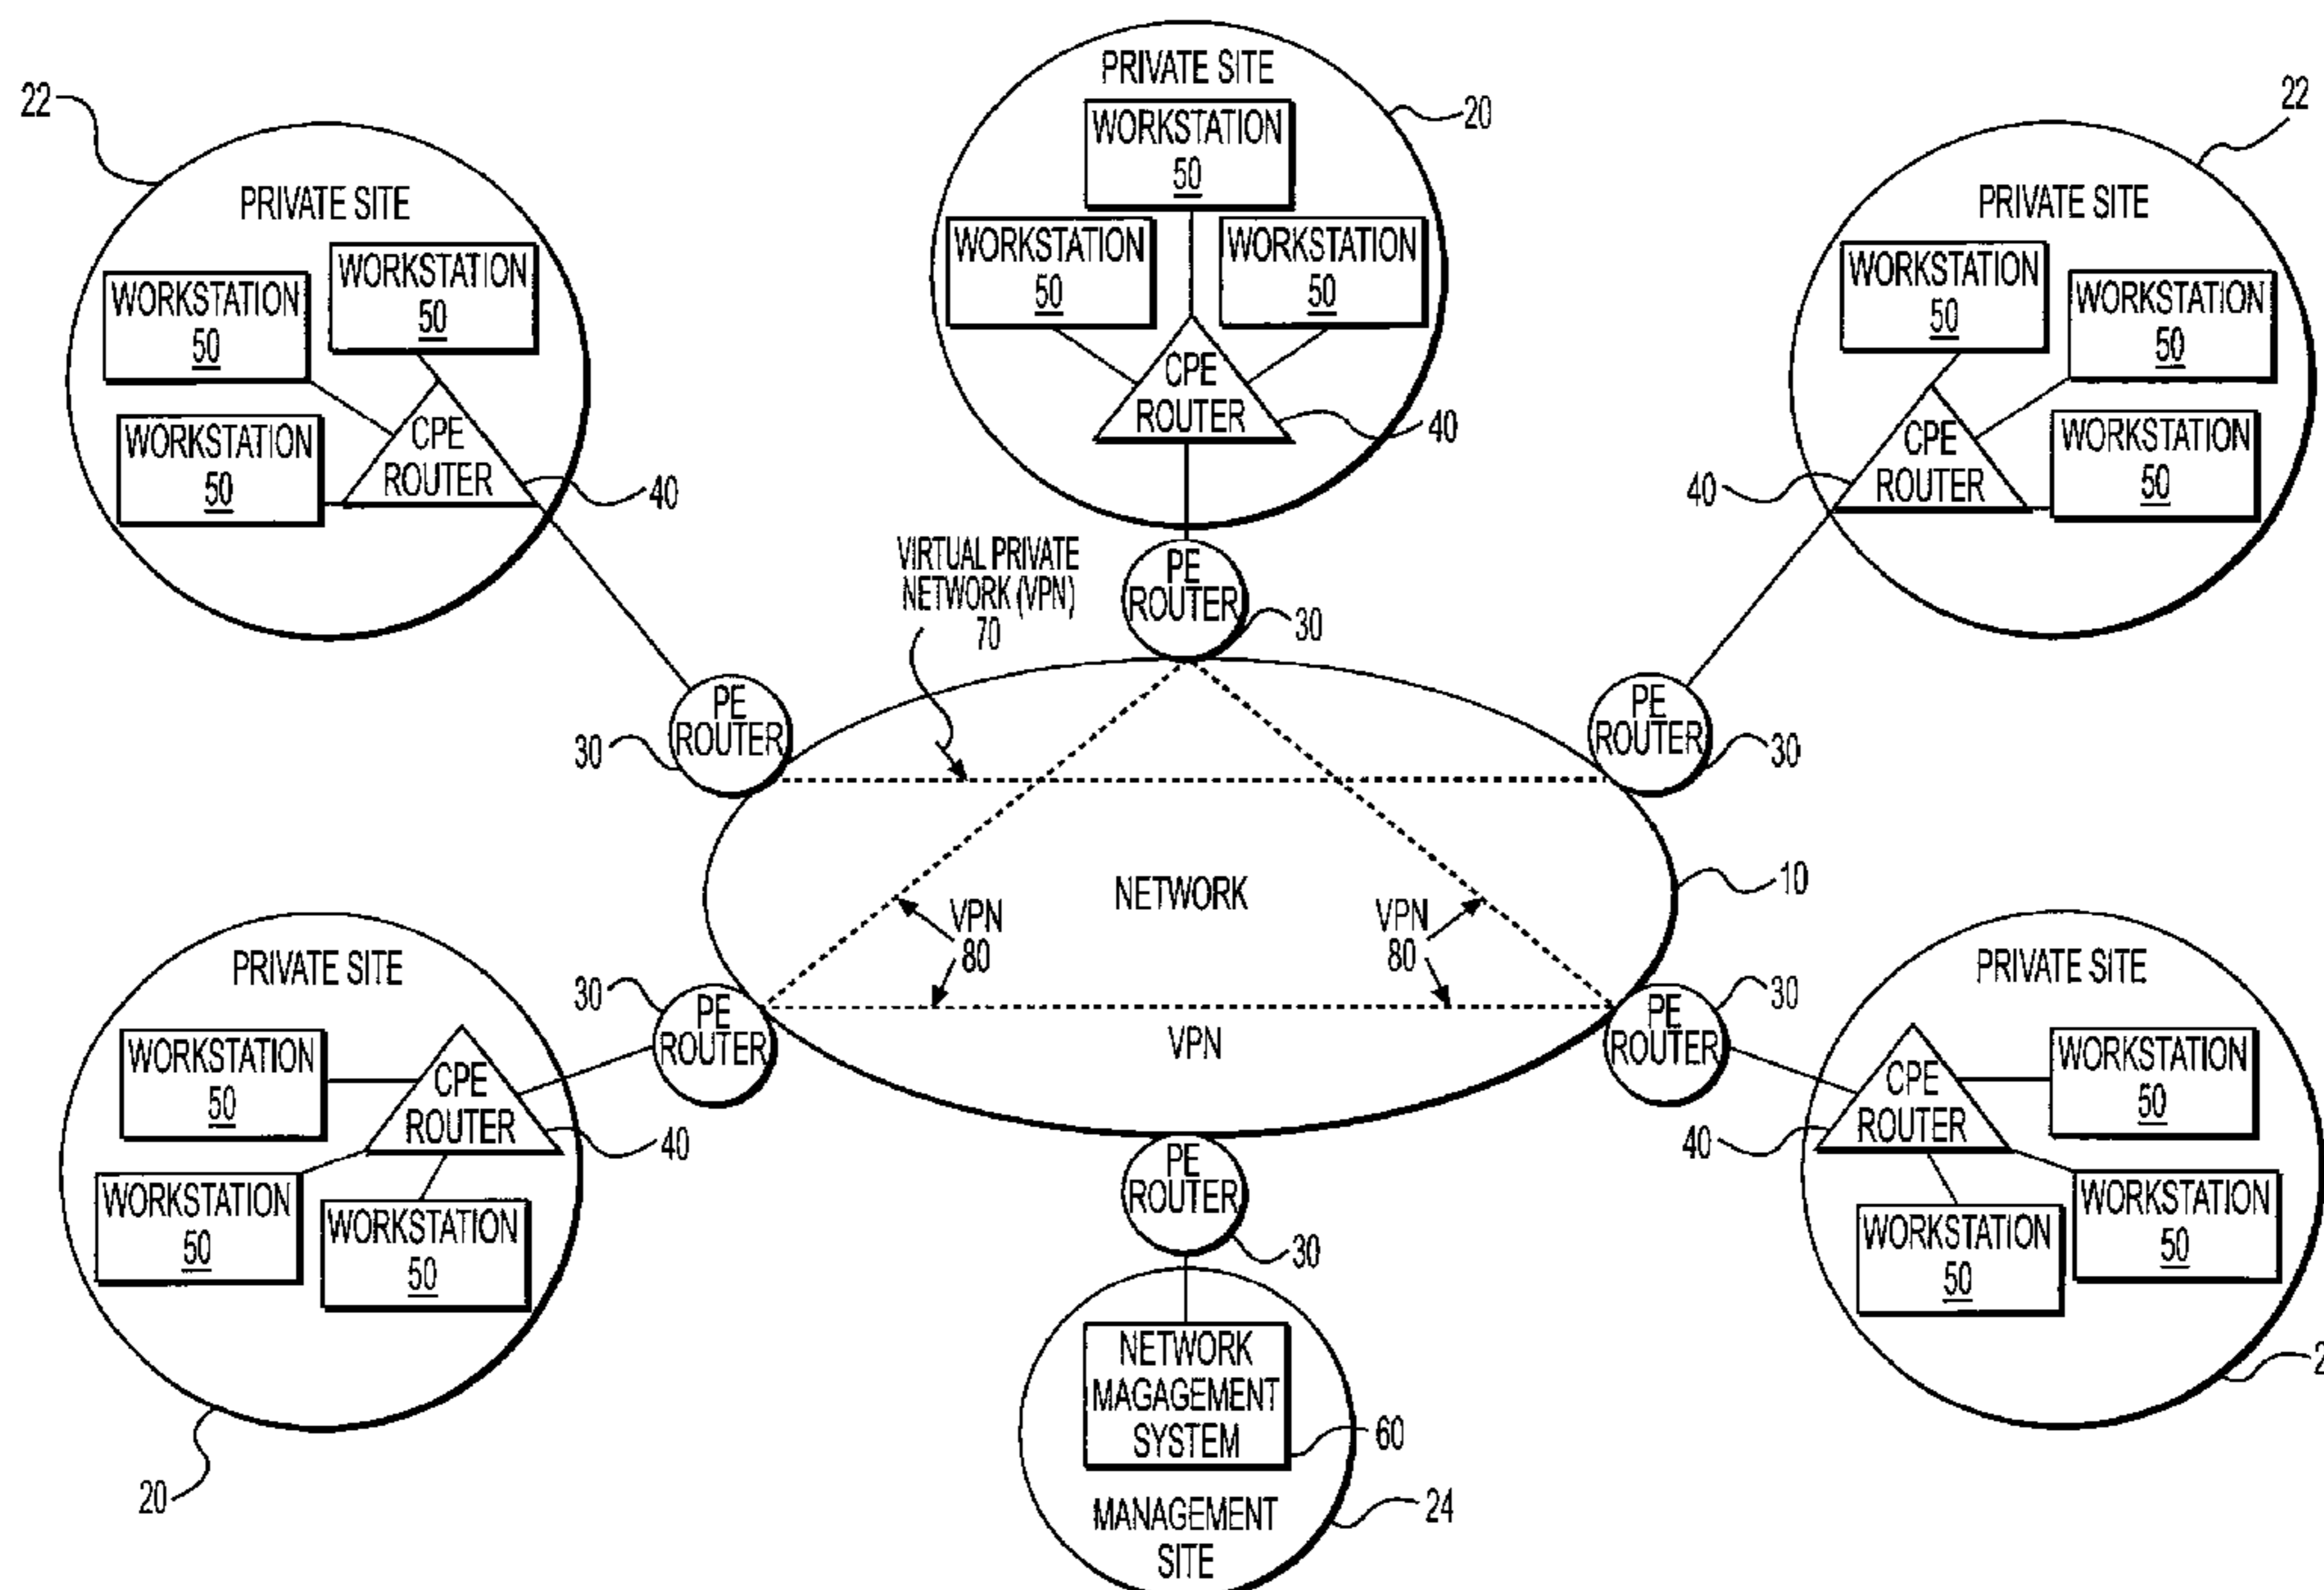 22
PRIVATE SITE
WORKSTATION
50
WORKSTATION
50
WORKSTATION
50
CPE
ROUTER
40
PRIVATE SITE
WORKSTATION
50
WORKSTATION
50
WORKSTATION
50
CPE
ROUTER
20
40
22
PRIVATE SITE
WORKSTATION
50
WORKSTATION
50
WORKSTATION
50
CPE
ROUTER
40
VIRTUAL PRIVATE
NETWORK (VPN)
70
PE
ROUTER
30
PE
ROUTER
30
PE
ROUTER
30
NETWORK
10
VPN
80
VPN
80
VPN
PRIVATE SITE
WORKSTATION
50
WORKSTATION
50
WORKSTATION
50
CPE
ROUTER
40
20
30
PE
ROUTER
PE
ROUTER
30
PRIVATE SITE
CPE
ROUTER
40
WORKSTATION
50
WORKSTATION
50
WORKSTATION
50
PE
ROUTER
30
NETWORK
MAGAGEMENT
SYSTEM
60
MANAGEMENT
SITE
24